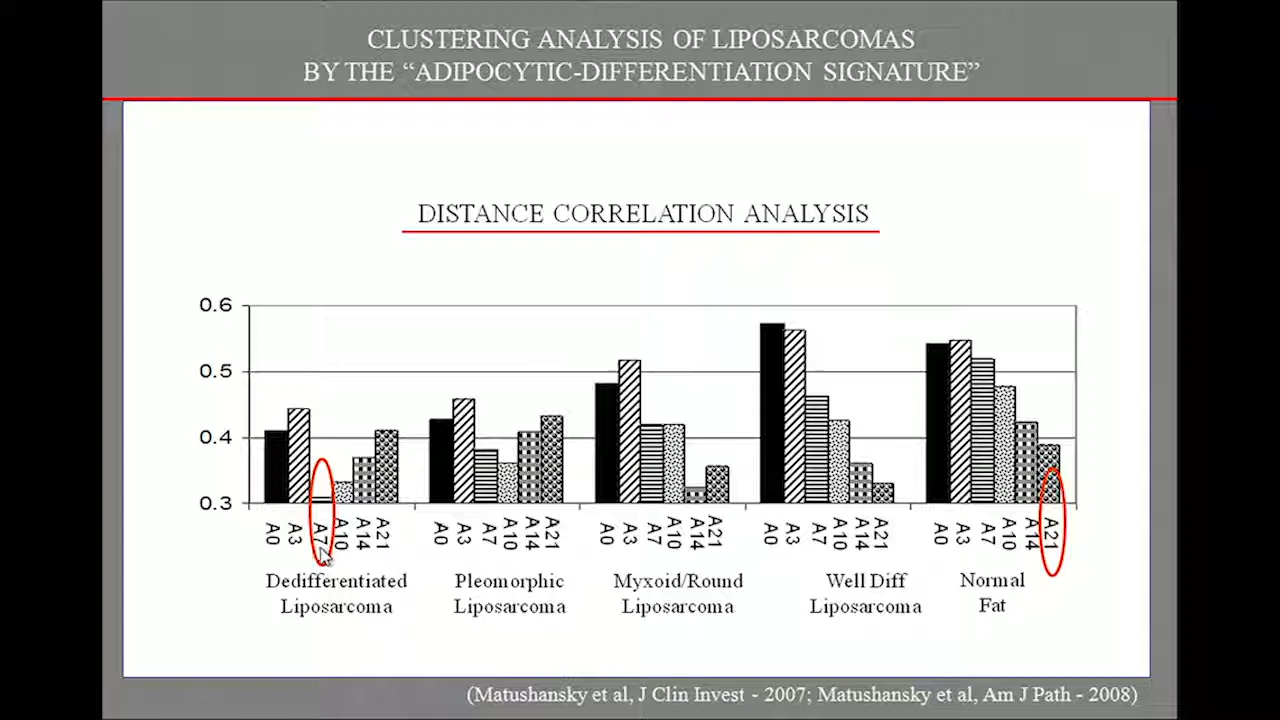 CLUSTERING ANALYSIS OF LIPOSARCOMAS
BY THE “ADIPOCYTIC-DIFFERENTIATION SIGNATURE”
DISTANCE CORRELATION ANALYSIS
0.6
0.5
0.4
0.3
A0 A3 A7 A10 A14 A21 A0 A3 A7 A10 A14 A21 A0 A3 A7 A10 A14 A21 A0 A3 A7 A10 A14 A21 A0 A3 A7 A10 A14 A21
Dedifferentiated Pleomorphic Myxoid/Round Well Diff Normal
Liposarcoma Liposarcoma Liposarcoma Liposarcoma Fat
(Matushansky et al, J Clin Invest - 2007; Matushansky et al, Am J Path - 2008)